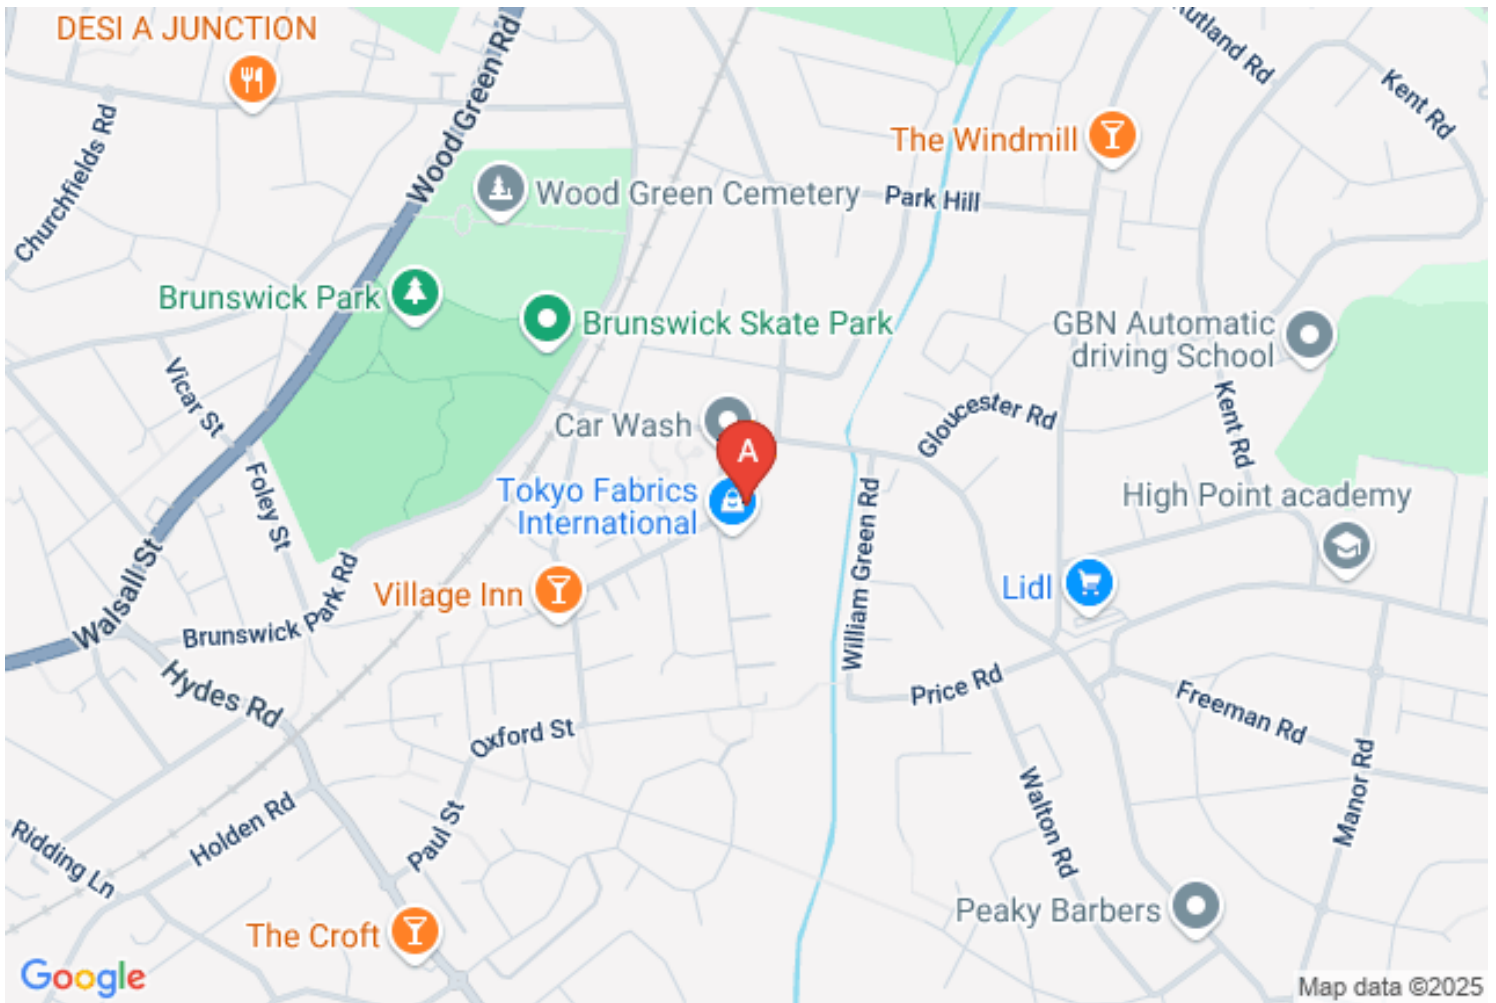 DESI A JUNCTION
Wood Green Rd
Rutland Rd
Kent Rd
Churchfields Rd
The Windmill
Wood Green Cemetery
Park Hill
Brunswick Park
Brunswick Skate Park
GBN Automatic
driving School
Vicar St
Car Wash
Gloucester Rd
Kent Rd
A
Foley St
Tokyo Fabrics
International
High Point academy
William Green Rd
Walsall St
Village Inn
Lidl
Brunswick Park Rd
Hydes Rd
Price Rd
Freeman Rd
Oxford St
Manor Rd
Walton Rd
Holden Rd
Paul St
Ridding Ln
Peaky Barbers
The Croft
Google
Map data ©2025